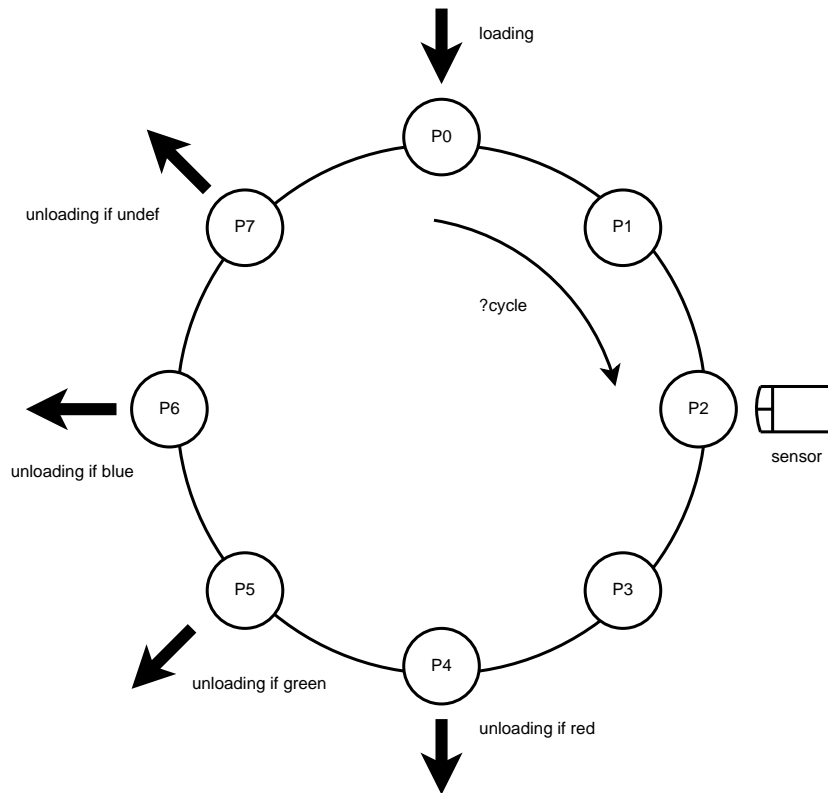 loading
P0
unloading if undef
P7
P1
?cycle
P6
P2
unloading if blue
sensor
P5
P3
P4
unloading if green
unloading if red